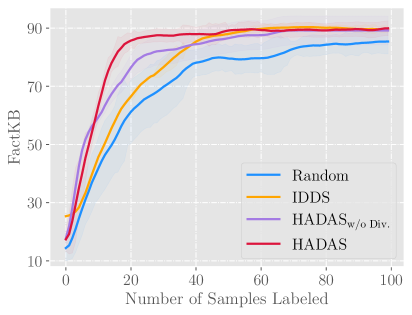 FactKB
90
70
50
30
10
Random
IDDS
HADASw/o Div.
HADAS
0 20 40 60 80 100
Number of Samples Labeled